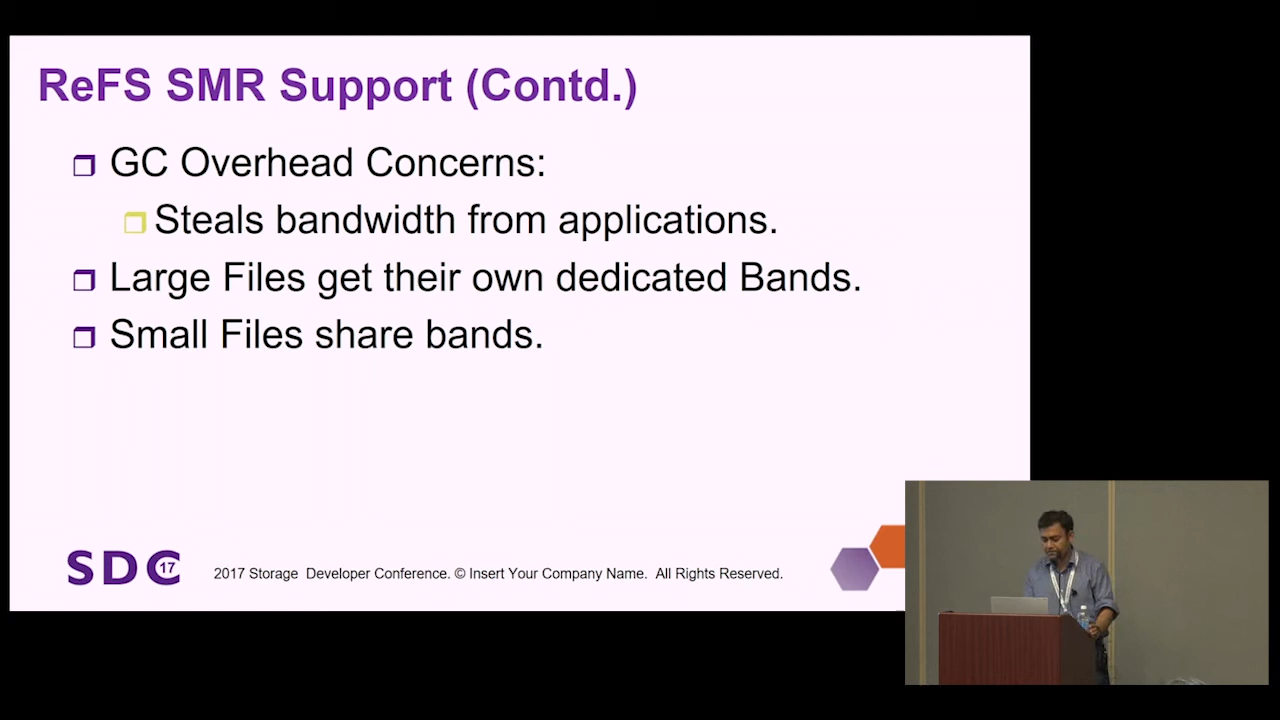 ReFS SMR Support (Contd.)
GC Overhead Concerns:
Steals bandwidth from applications.
Large Files get their own dedicated Bands.
Small Files share bands.
SDC 17
2017 Storage Developer Conference. © Insert Your Company Name. All Rights Reserved.